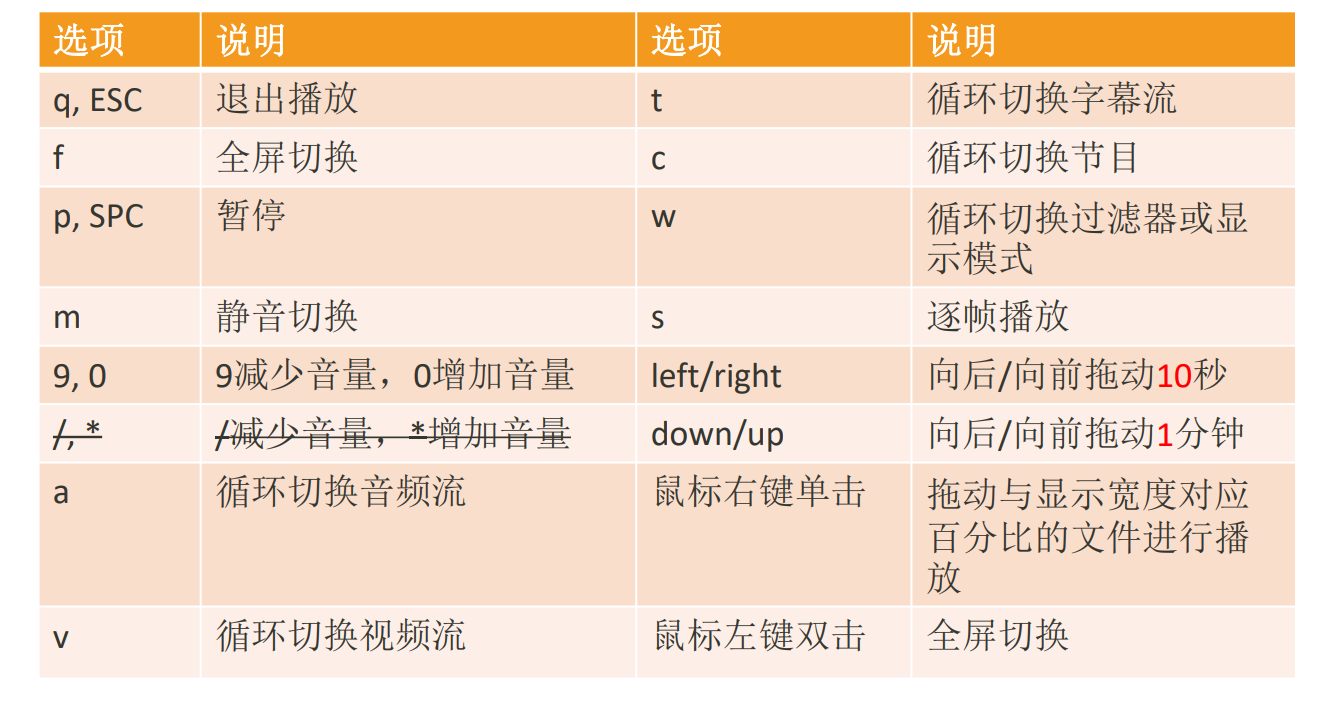 选项 说明 选项 说明
q, ESC 退出播放 t 循环切换字幕流
f 全屏切换 c 循环切换节目
p, SPC 暂停 w 循环切换过滤器或显
示模式
m 静音切换 s 逐帧播放
9, 0 9减少音量，0增加音量 left/right 向后/向前拖动10秒
/, * /减少音量，*增加音量 down/up 向后/向前拖动1分钟
a 循环切换音频流 鼠标右键单击 拖动与显示宽度对应
百分比的文件进行播
放
v 循环切换视频流 鼠标左键双击 全屏切换